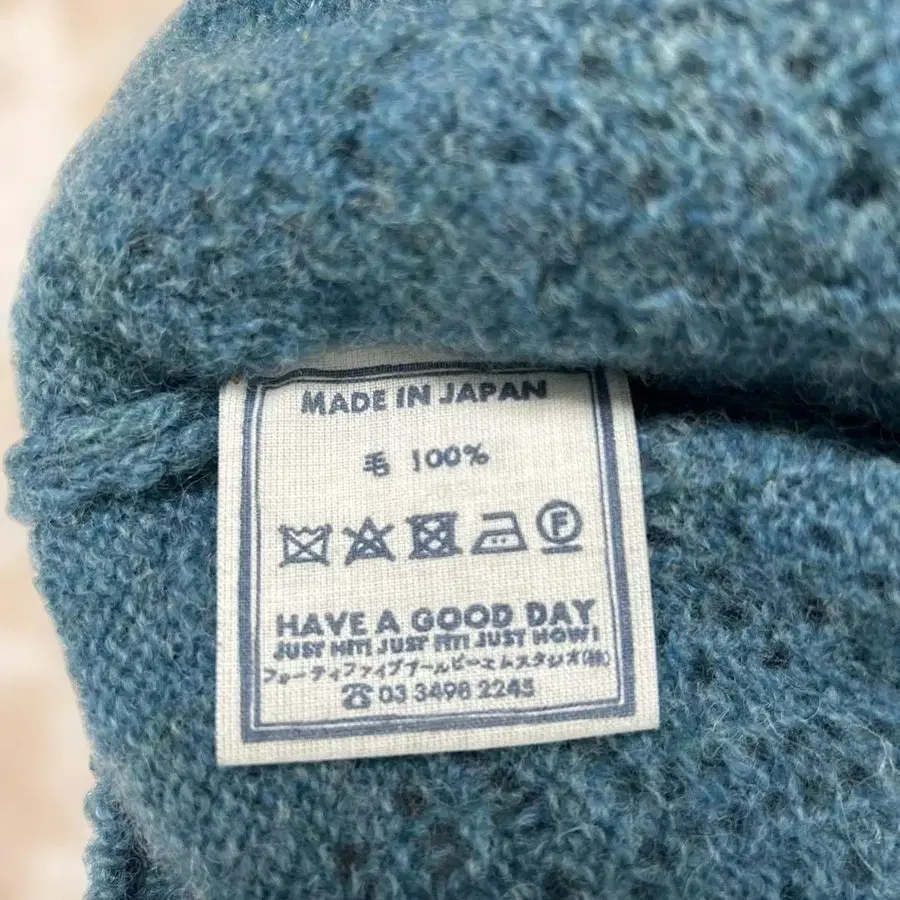 MADE IN JAPAN
毛 100%
F
HAVE A GOOD DAY
JUST HIT! JUST FIT! JUST NOW!
フォーティファイブアールピーエムスタジオ(株)
☎ 03 3498 2245